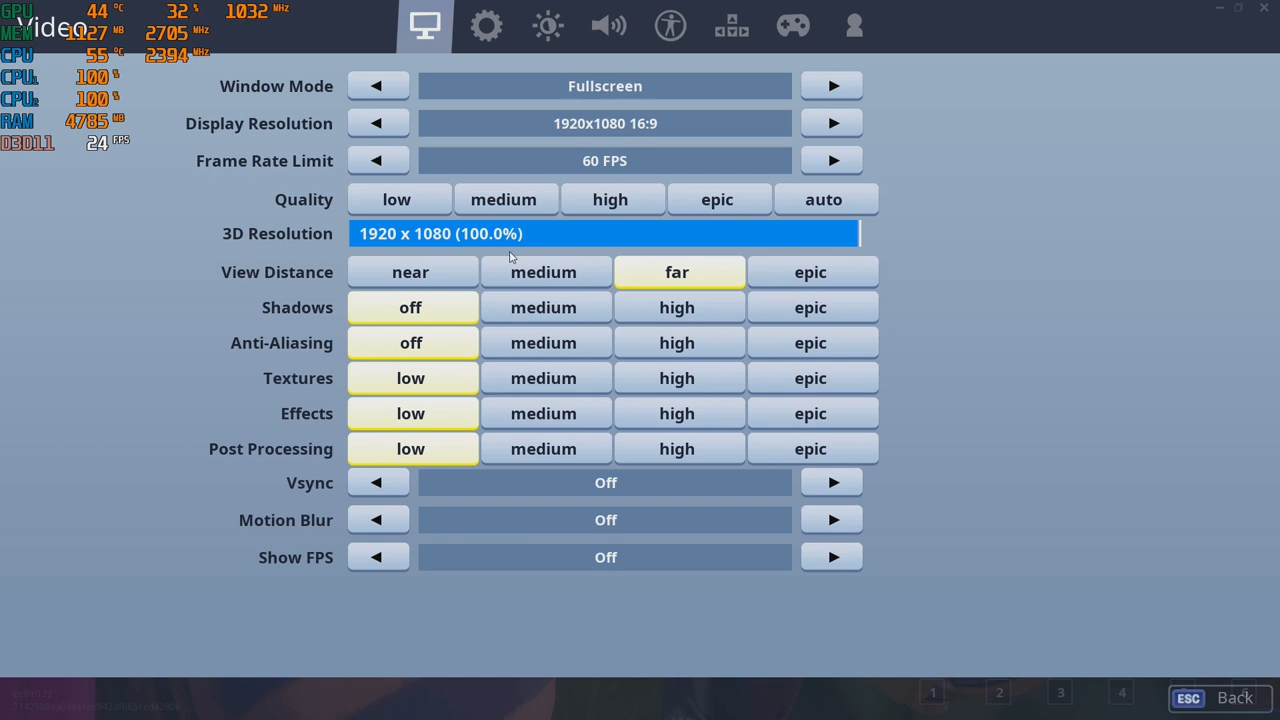 GPU 44 °C 32 % 1032 MHz
Video
MEM 1127 MB 2705 MHz
CPU 55 °C 2394 MHz
CPU1 100 %
CPU2 100 %
RAM 4785 MB
D3D11 24 FPS
Window Mode Fullscreen
Display Resolution 1920x1080 16:9
Frame Rate Limit 60 FPS
Quality low medium high epic auto
3D Resolution 1920 x 1080 (100.0%)
View Distance near medium far epic
Shadows off medium high epic
Anti-Aliasing off medium high epic
Textures low medium high epic
Effects low medium high epic
Post Processing low medium high epic
Vsync Off
Motion Blur Off
Show FPS Off
1 2 3 4
ESC Back